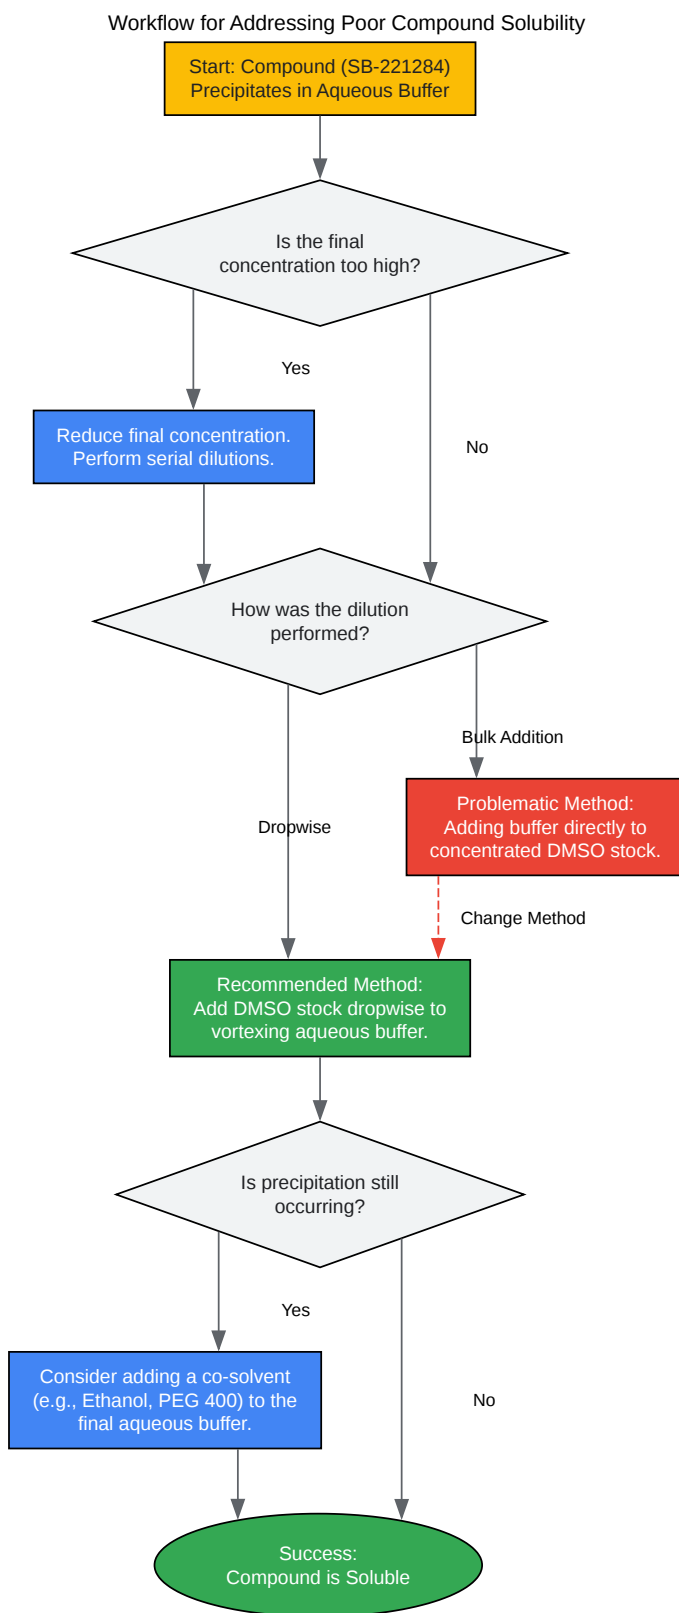 Workflow for Addressing Poor Compound Solubility
Start: Compound (SB-221284)
Precipitates in Aqueous Buffer
Is the final
concentration too high?
Yes
Reduce final concentration.
Perform serial dilutions.
No
How was the dilution
performed?
Bulk Addition
Problematic Method:
Adding buffer directly to
concentrated DMSO stock.
Dropwise
Change Method
Recommended Method:
Add DMSO stock dropwise to
vortexing aqueous buffer.
Is precipitation still
occurring?
Yes
Consider adding a co-solvent
(e.g., Ethanol, PEG 400) to the
final aqueous buffer.
No
Success:
Compound is Soluble